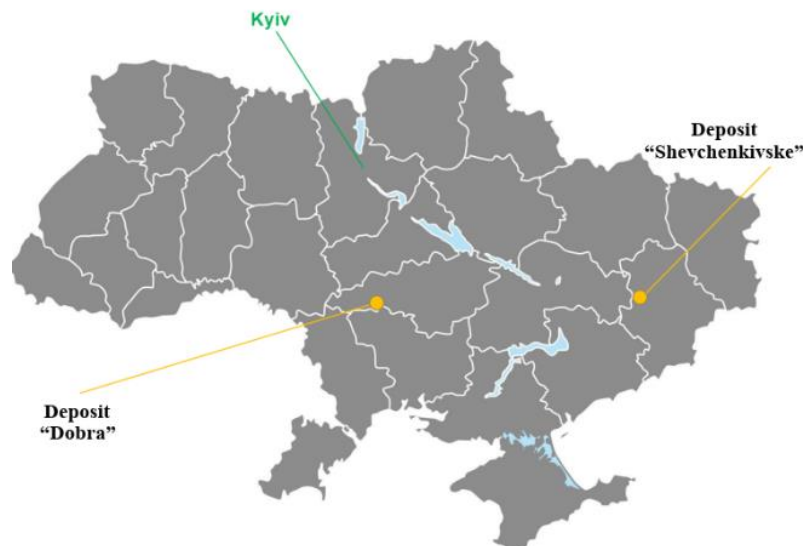 Kyiv
Deposit
“Shevchenkivske”
Deposit
“Dobra”